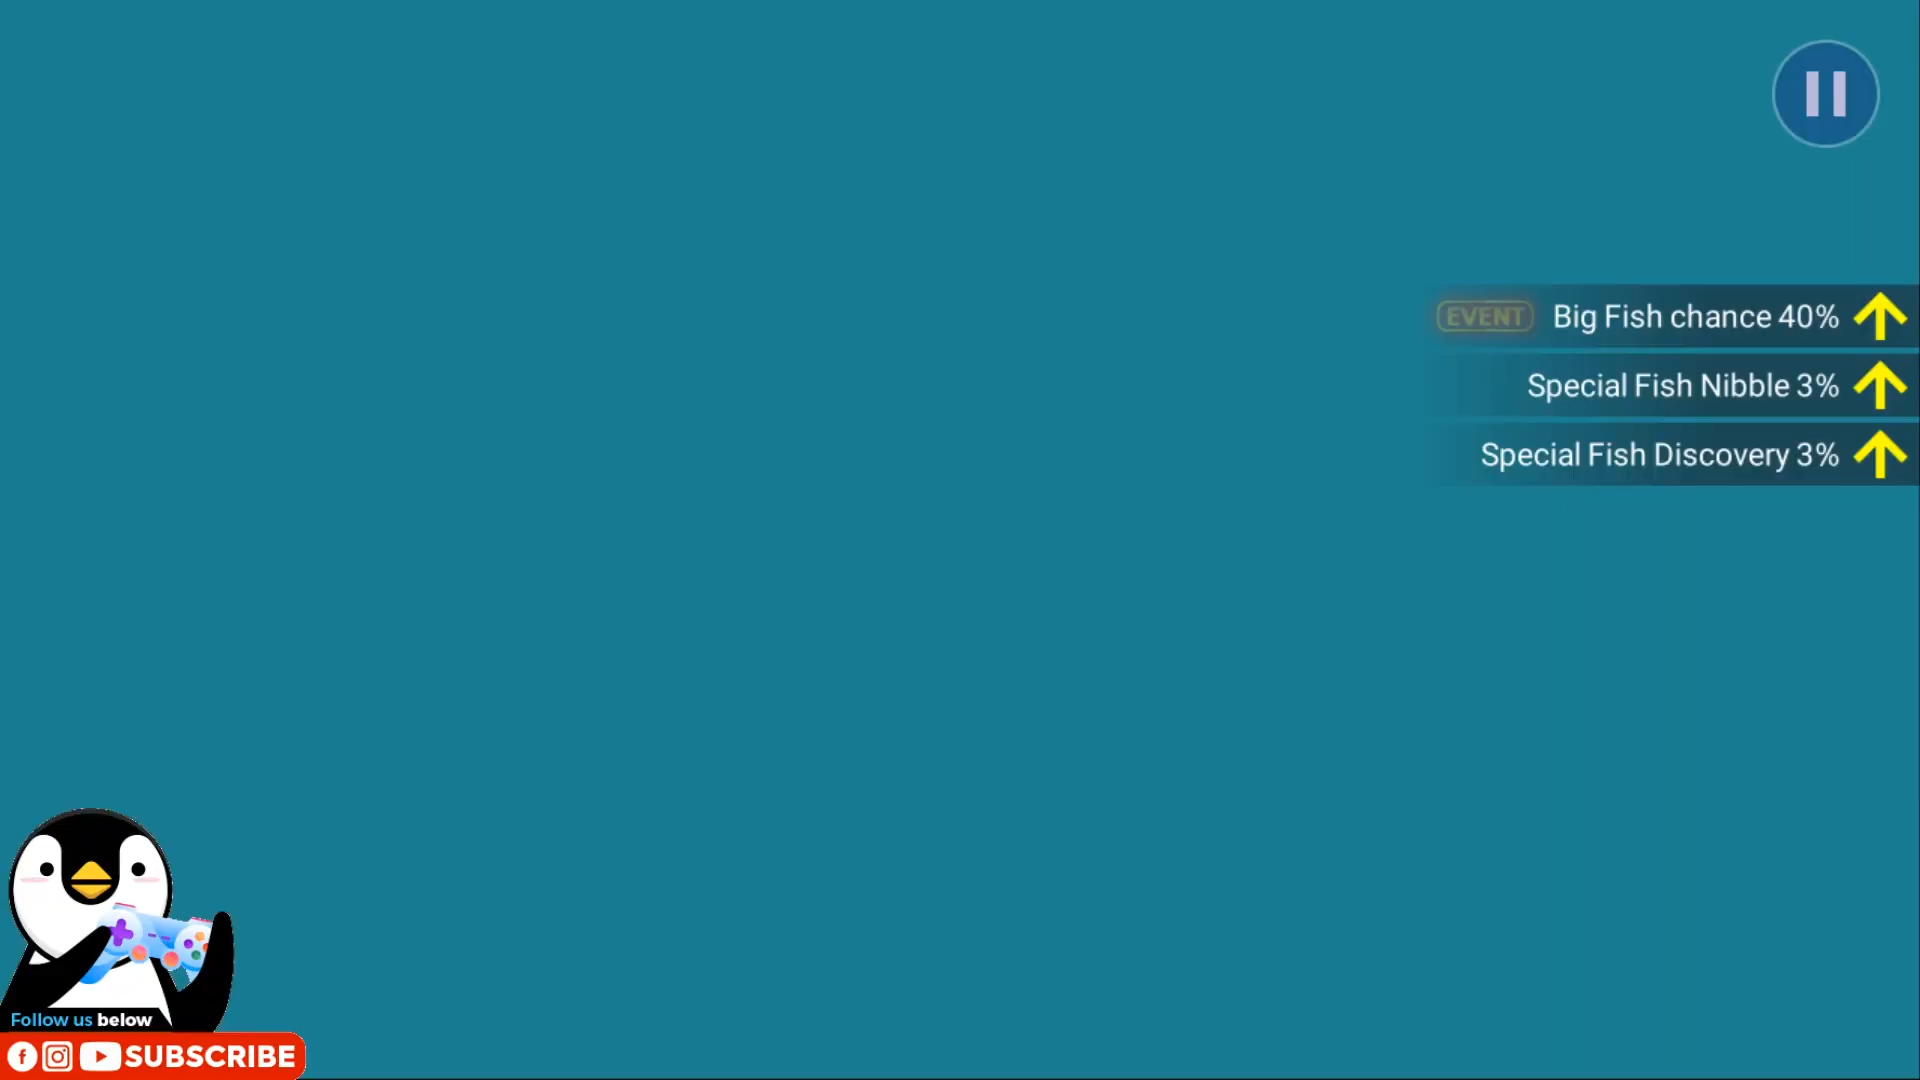 EVENT Big Fish chance 40%
Special Fish Nibble 3%
Special Fish Discovery 3%
Follow us below
SUBSCRIBE